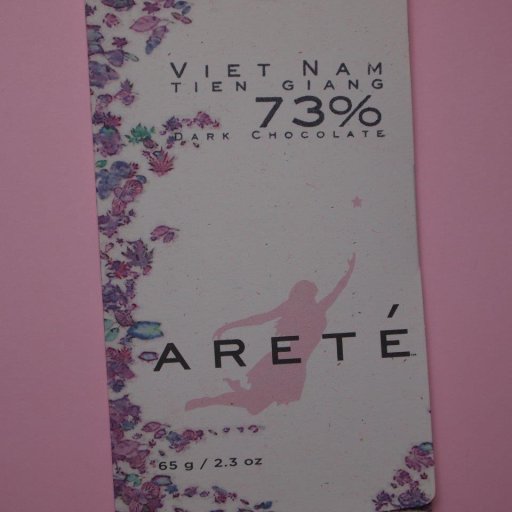 VIET NAM
TIEN GIANG
73%
DARK CHOCOLATE
ARETÉ
65 g / 2.3 oz